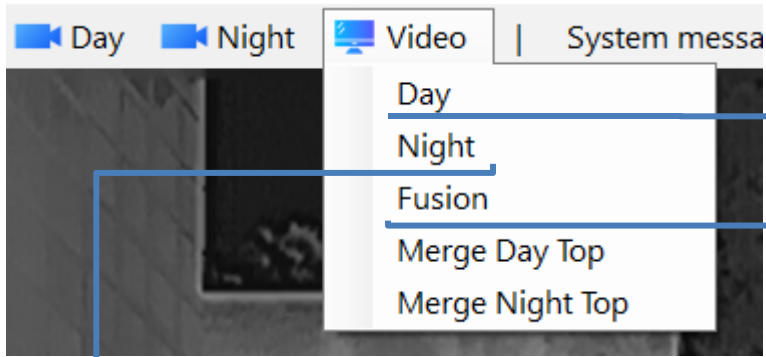 Day Night Video | System messa
Day
Night
Fusion
Merge Day Top
Merge Night Top